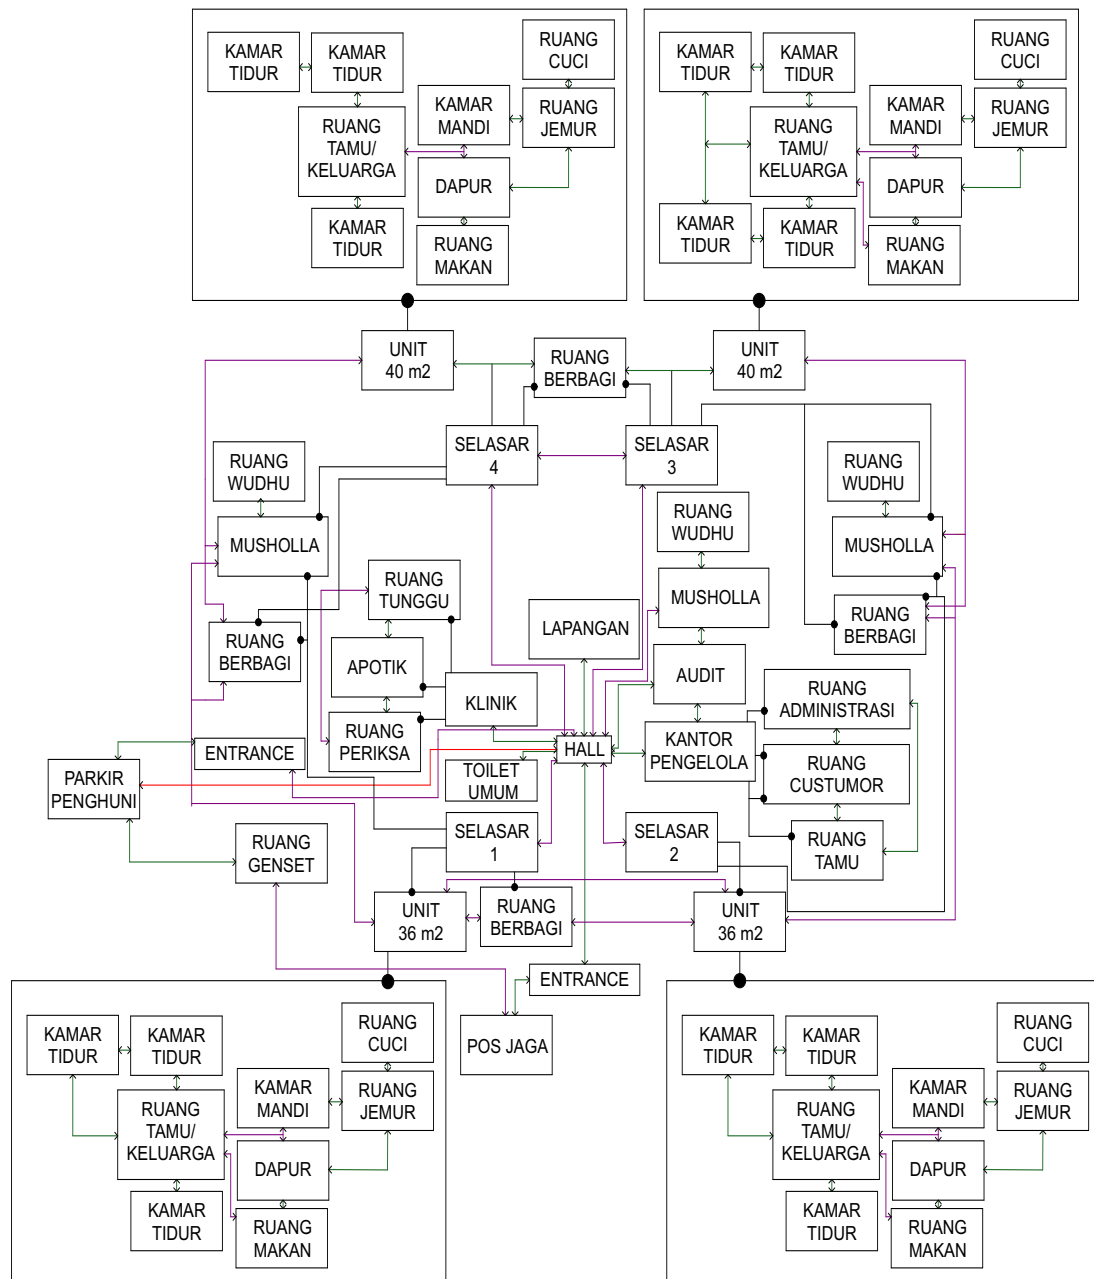 KAMAR
TIDUR
KAMAR
TIDUR
RUANG
CUCI
RUANG
TAMU/
KELUARGA
KAMAR
MANDI
RUANG
JEMUR
DAPUR
KAMAR
TIDUR
RUANG
MAKAN
KAMAR
TIDUR
KAMAR
TIDUR
RUANG
CUCI
RUANG
TAMU/
KELUARGA
KAMAR
MANDI
RUANG
JEMUR
DAPUR
KAMAR
TIDUR
KAMAR
TIDUR
RUANG
MAKAN
UNIT
40 m2
RUANG
BERBAGI
UNIT
40 m2
SELASAR
4
SELASAR
3
RUANG
WUDHU
MUSHOLLA
RUANG
WUDHU
RUANG
WUDHU
MUSHOLLA
RUANG
TUNGGU
MUSHOLLA
RUANG
BERBAGI
LAPANGAN
RUANG
BERBAGI
APOTIK
AUDIT
KLINIK
RUANG
ADMINISTRASI
RUANG
PERIKSA
ENTRANCE
HALL
KANTOR
PENGELOLA
PARKIR
PENGHUNI
TOILET
UMUM
RUANG
CUSTUMOR
RUANG
GENSET
SELASAR
1
SELASAR
2
RUANG
TAMU
UNIT
36 m2
RUANG
BERBAGI
UNIT
36 m2
ENTRANCE
POS JAGA
KAMAR
TIDUR
KAMAR
TIDUR
RUANG
CUCI
RUANG
TAMU/
KELUARGA
KAMAR
MANDI
RUANG
JEMUR
DAPUR
KAMAR
TIDUR
RUANG
MAKAN
KAMAR
TIDUR
KAMAR
TIDUR
RUANG
CUCI
RUANG
TAMU/
KELUARGA
KAMAR
MANDI
RUANG
JEMUR
DAPUR
KAMAR
TIDUR
RUANG
MAKAN